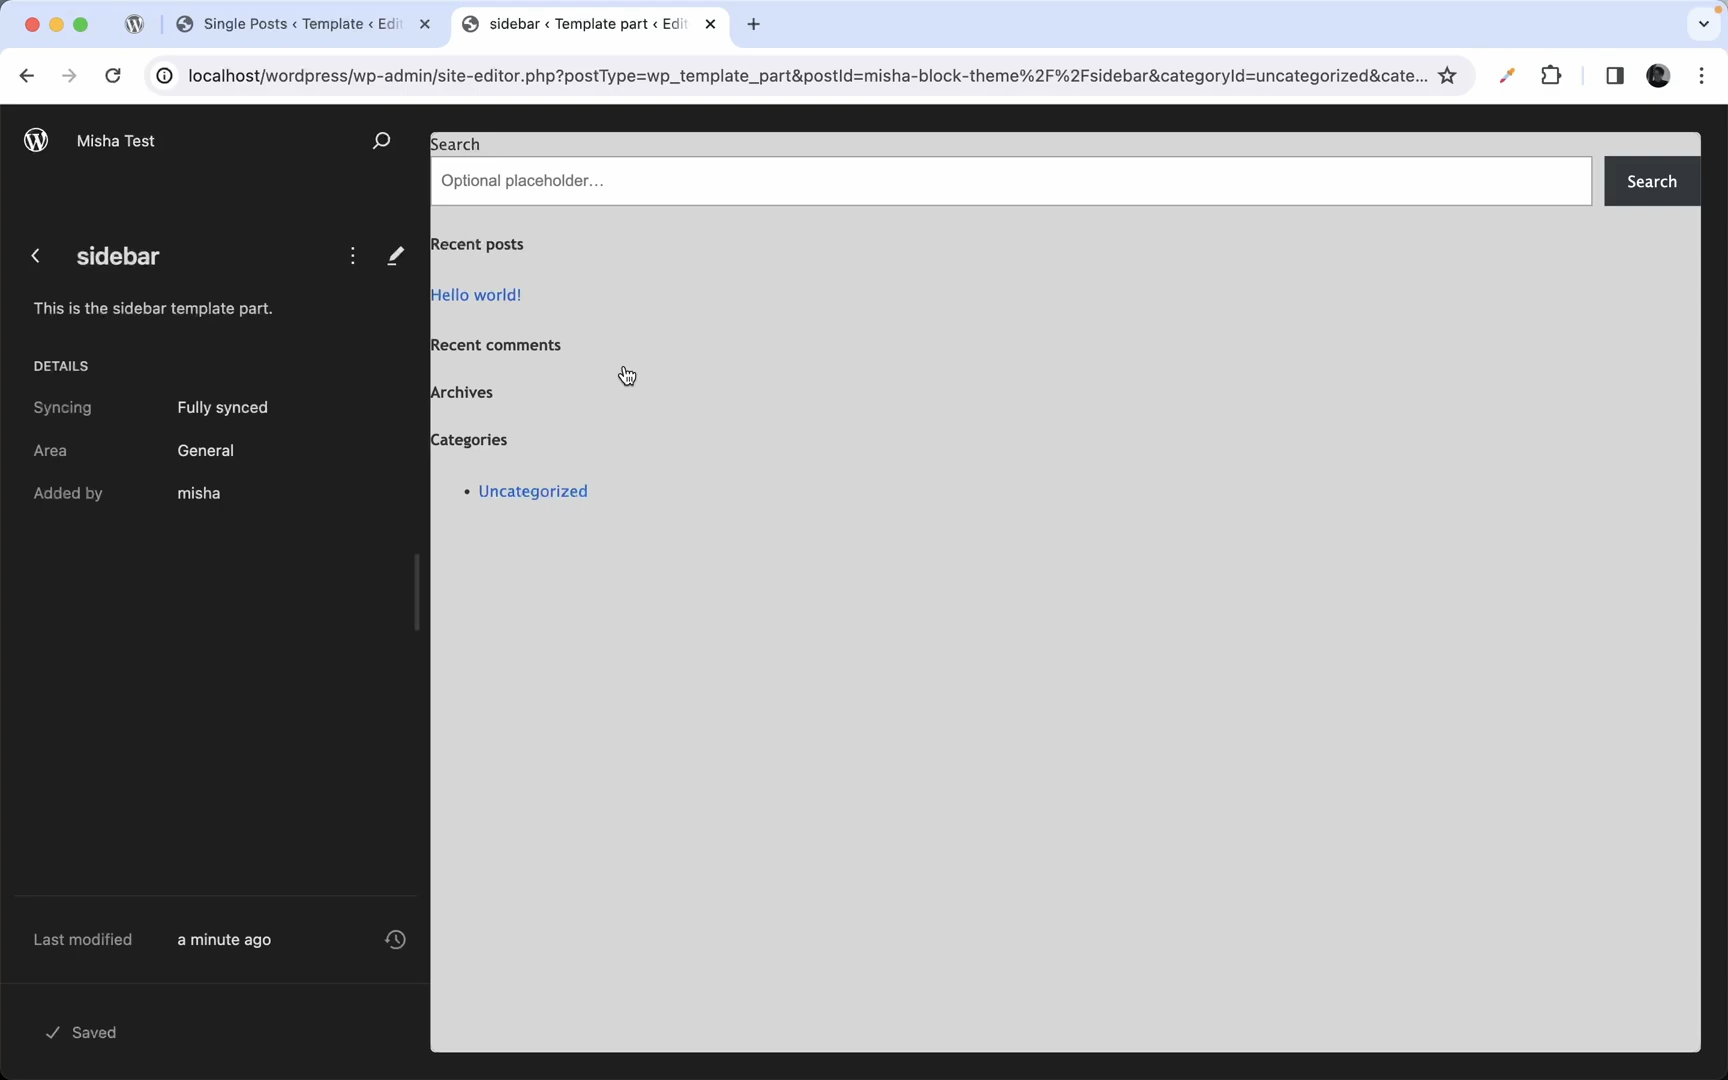 Single Posts ‹ Template ‹ Edit
sidebar ‹ Template part ‹ Edit
localhost/wordpress/wp-admin/site-editor.php?postType=wp_template_part&postId=misha-block-theme%2F%2Fsidebar&categoryId=uncategorized&cate...
Misha Test
sidebar
This is the sidebar template part.
DETAILS
Syncing Fully synced
Area General
Added by misha
Last modified a minute ago
Saved
Search
Optional placeholder…
Search
Recent posts
Hello world!
Recent comments
Archives
Categories
• Uncategorized